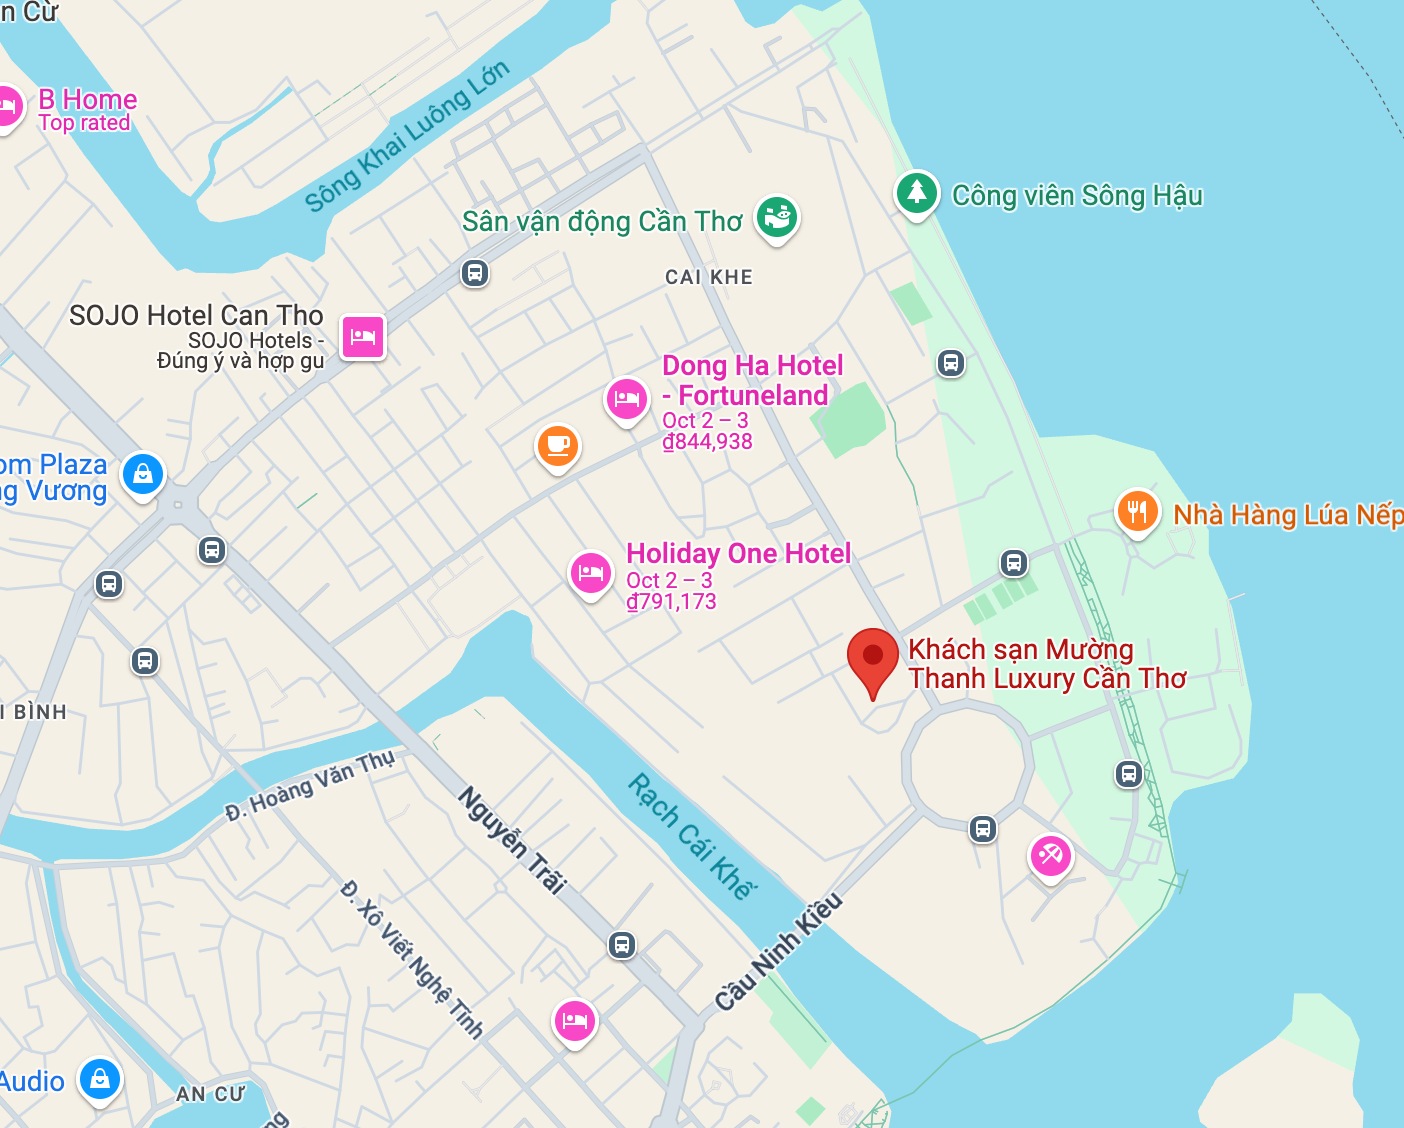 n Cừ
B Home
Top rated
Sông Khai Luông Lớn
Công viên Sông Hậu
Sân vận động Cần Thơ
CAI KHE
SOJO Hotel Can Tho
SOJO Hotels -
Đúng ý và hợp gu
Dong Ha Hotel
- Fortuneland
Oct 2 – 3
₫844,938
om Plaza
ng Vương
Nhà Hàng Lúa Nếp
Holiday One Hotel
Oct 2 – 3
₫791,173
Khách sạn Mường
Thanh Luxury Cần Thơ
I BÌNH
Đ. Hoàng Văn Thụ
Nguyễn Trãi
Rạch Cái Khế
Đ. Xô Viết Nghệ Tĩnh
Cầu Ninh Kiều
Audio
AN CƯ
ng